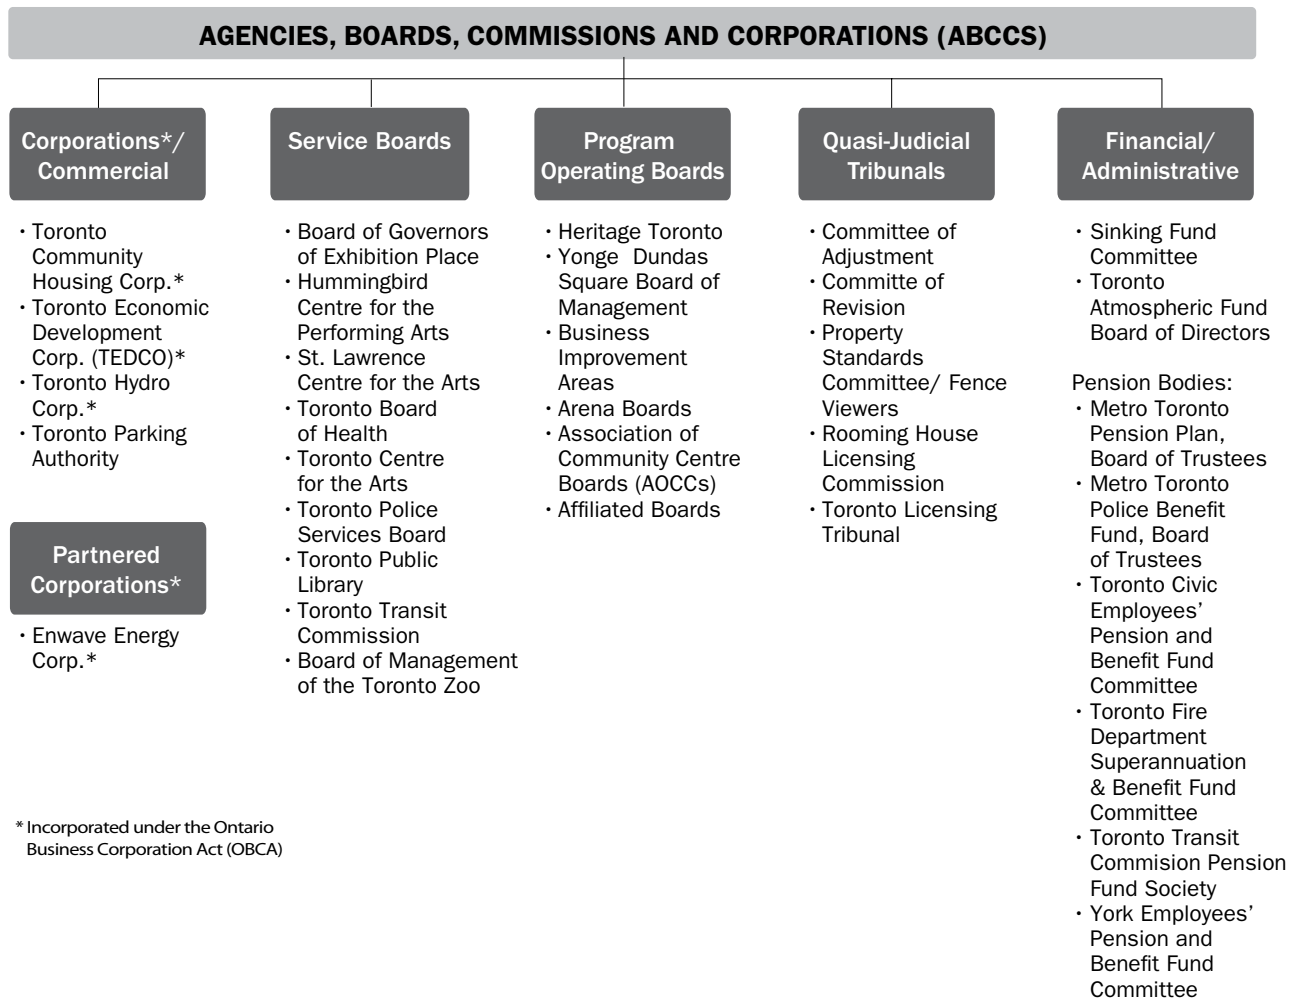 AGENCIES, BOARDS, COMMISSIONS AND CORPORATIONS (ABCCS)
Corporations*/
Commercial
• Toronto
Community
Housing Corp.*
• Toronto Economic
Development
Corp. (TEDCO)*
• Toronto Hydro
Corp.*
• Toronto Parking
Authority
Partnered
Corporations*
• Enwave Energy
Corp.*
Service Boards
• Board of Governors
of Exhibition Place
• Hummingbird
Centre for the
Performing Arts
• St. Lawrence
Centre for the Arts
• Toronto Board
of Health
• Toronto Centre
for the Arts
• Toronto Police
Services Board
• Toronto Public
Library
• Toronto Transit
Commission
• Board of Management
of the Toronto Zoo
Program
Operating Boards
• Heritage Toronto
• Yonge Dundas
Square Board of
Management
• Business
Improvement
Areas
• Arena Boards
• Association of
Community Centre
Boards (AOCCs)
• Affiliated Boards
Quasi-Judicial
Tribunals
• Committee of
Adjustment
• Committe of
Revision
• Property
Standards
Committee/ Fence
Viewers
• Rooming House
Licensing
Commission
• Toronto Licensing
Tribunal
Financial/
Administrative
• Sinking Fund
Committee
• Toronto
Atmospheric Fund
Board of Directors
Pension Bodies:
• Metro Toronto
Pension Plan,
Board of Trustees
• Metro Toronto
Police Benefit
Fund, Board
of Trustees
• Toronto Civic
Employees’
Pension and
Benefit Fund
Committee
• Toronto Fire
Department
Superannuation
& Benefit Fund
Committee
• Toronto Transit
Commision Pension
Fund Society
• York Employees’
Pension and
Benefit Fund
Committee
* Incorporated under the Ontario
Business Corporation Act (OBCA)